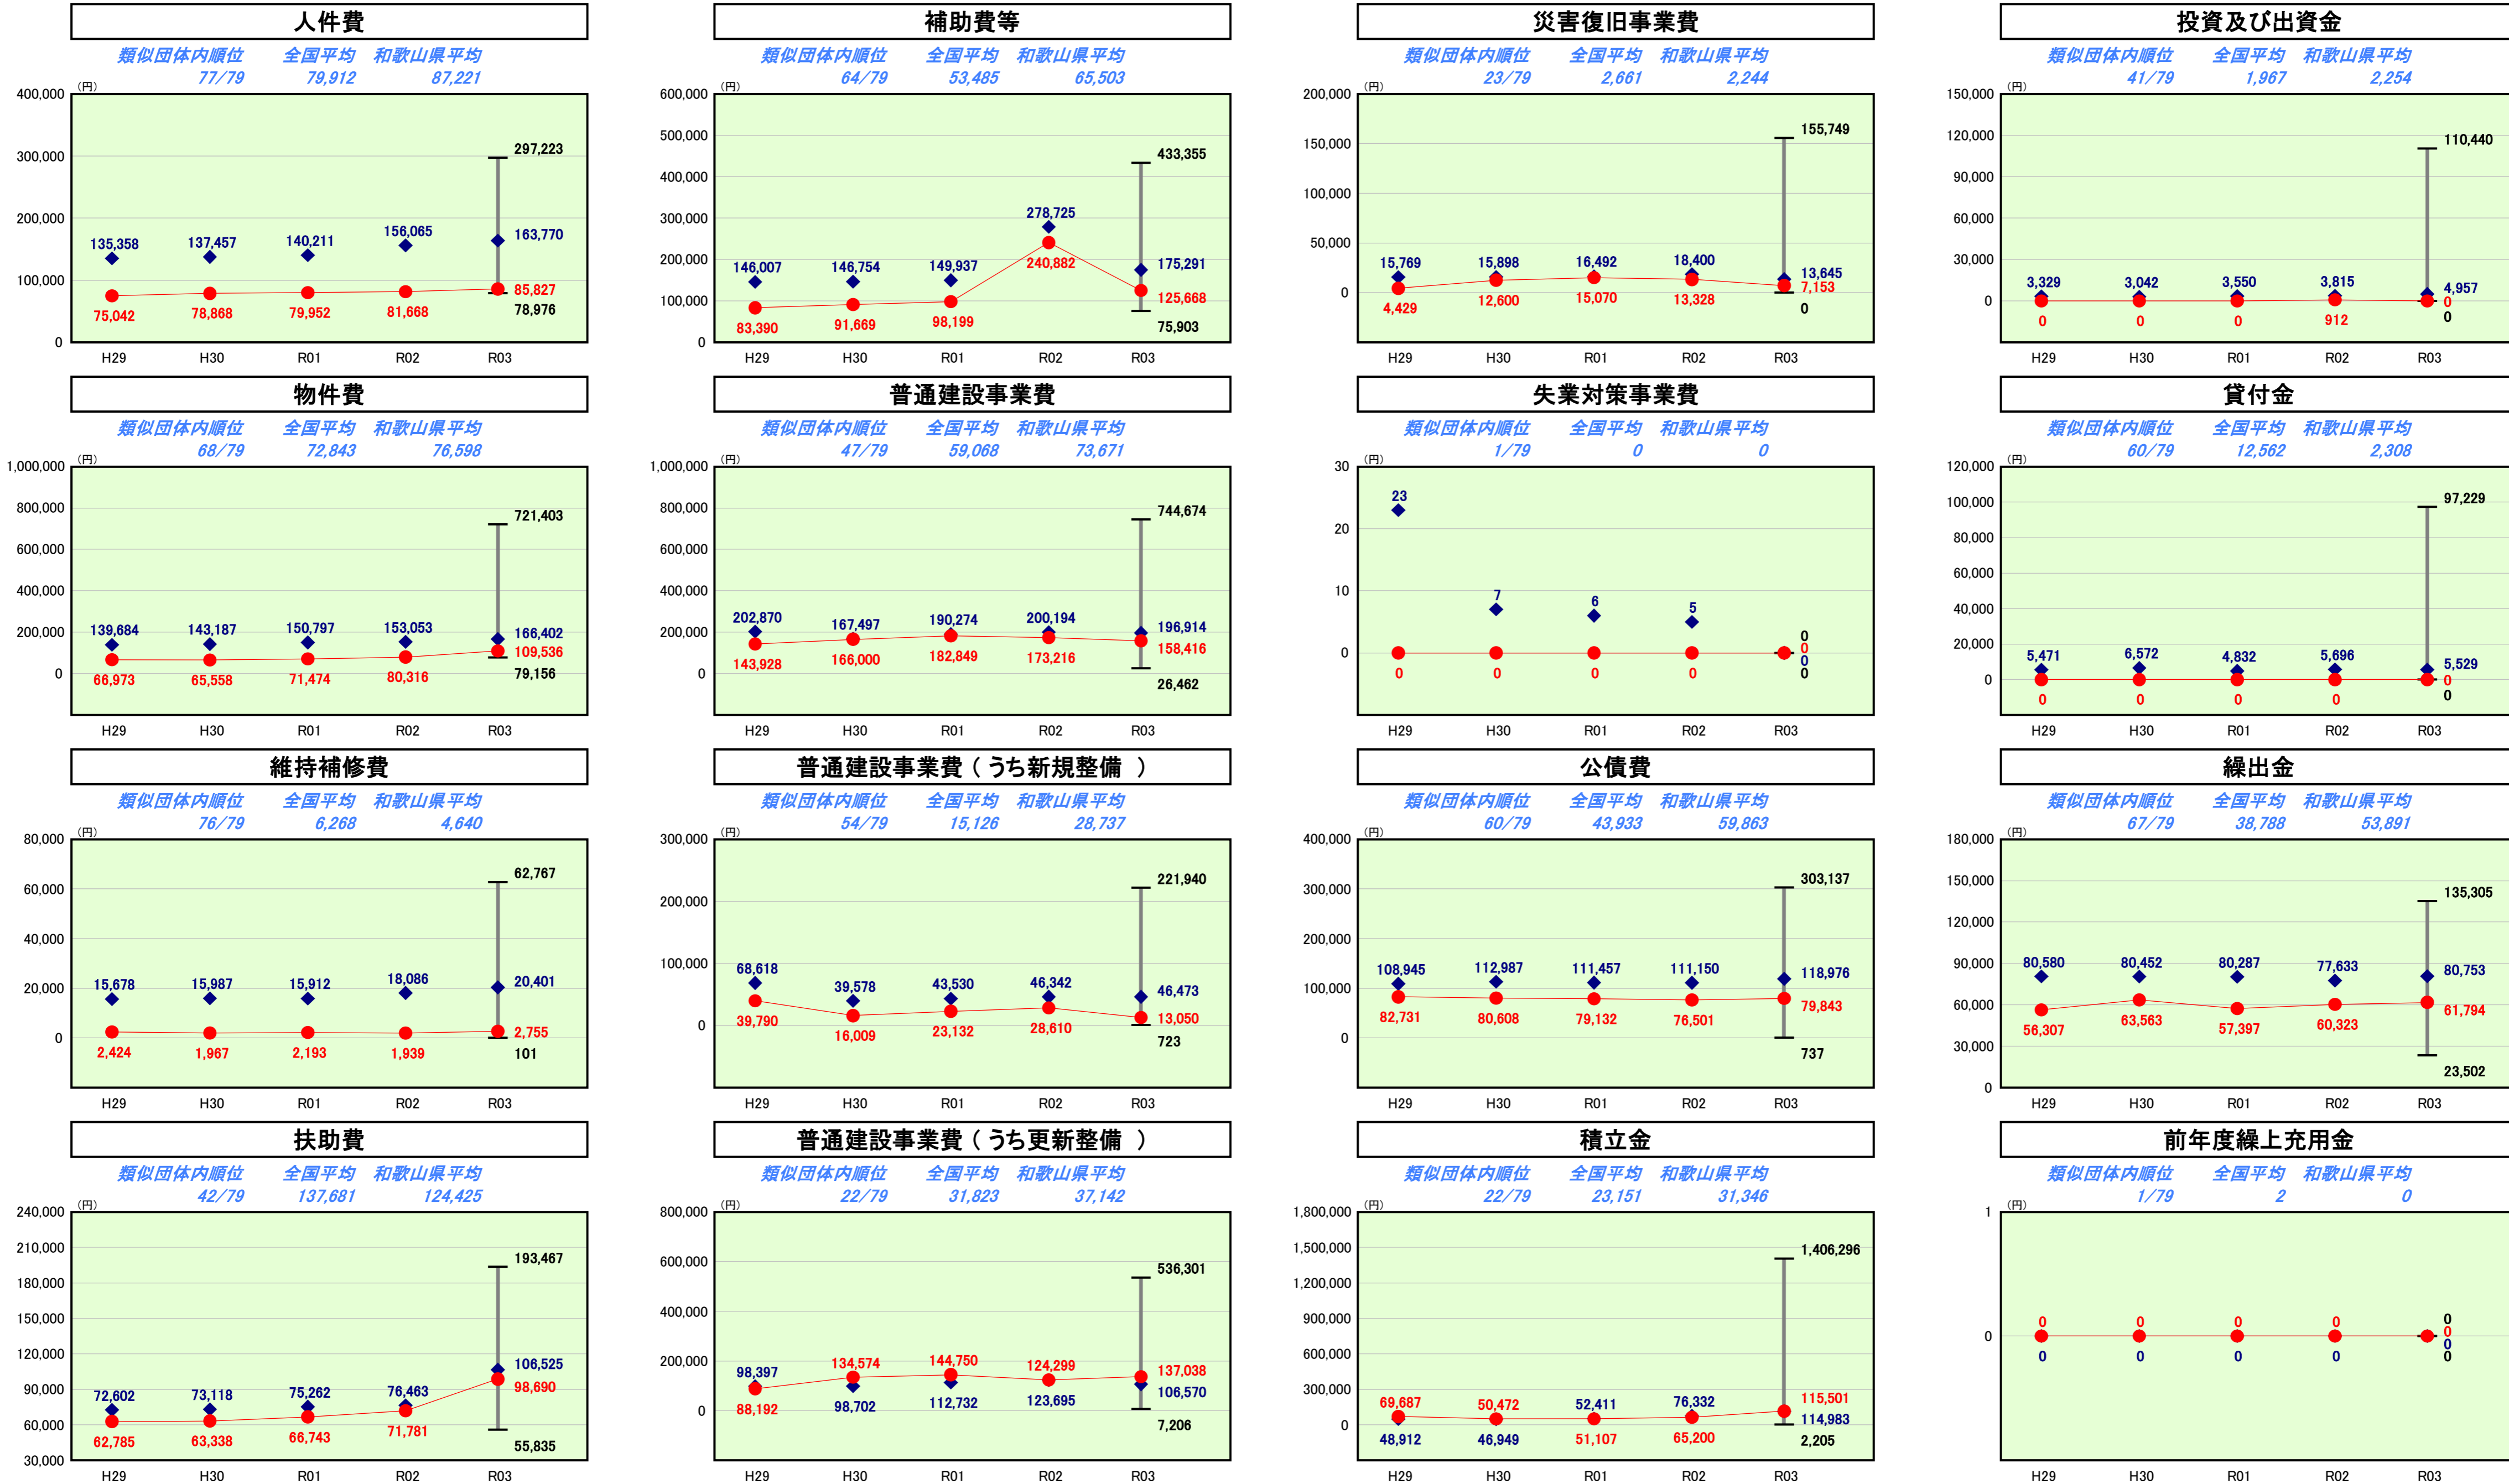 人件費
類似団体内順位 全国平均 和歌山県平均
77/79 79,912 87,221
(円)
400,000
300,000
200,000
100,000
0
297,223
135,358 137,457 140,211 156,065 163,770
75,042 78,868 79,952 81,668 85,827
78,976
H29 H30 R01 R02 R03
補助費等
類似団体内順位 全国平均 和歌山県平均
64/79 53,485 65,503
(円)
600,000
500,000
400,000
300,000
200,000
100,000
0
433,355
146,007 146,754 149,937 278,725 175,291
83,390 91,669 98,199 240,882 125,668
75,903
H29 H30 R01 R02 R03
災害復旧事業費
類似団体内順位 全国平均 和歌山県平均
23/79 2,661 2,244
(円)
200,000
150,000
100,000
50,000
0
155,749
15,769 15,898 16,492 18,400 13,645
4,429 12,600 15,070 13,328 7,153
0
H29 H30 R01 R02 R03
投資及び出資金
類似団体内順位 全国平均 和歌山県平均
41/79 1,967 2,254
(円)
150,000
120,000
90,000
60,000
30,000
0
110,440
3,329 3,042 3,550 3,815 4,957
0 0 0 912 0
0
H29 H30 R01 R02 R03
物件費
類似団体内順位 全国平均 和歌山県平均
68/79 72,843 76,598
(円)
1,000,000
800,000
600,000
400,000
200,000
0
721,403
139,684 143,187 150,797 153,053 166,402
66,973 65,558 71,474 80,316 109,536
79,156
H29 H30 R01 R02 R03
普通建設事業費
類似団体内順位 全国平均 和歌山県平均
47/79 59,068 73,671
(円)
1,000,000
800,000
600,000
400,000
200,000
0
744,674
202,870 167,497 190,274 200,194 196,914
143,928 166,000 182,849 173,216 158,416
26,462
H29 H30 R01 R02 R03
失業対策事業費
類似団体内順位 全国平均 和歌山県平均
1/79 0 0
(円)
30
20
10
0
23 7 6 5
0
0
0
0
0 0 0 0
H29 H30 R01 R02 R03
貸付金
類似団体内順位 全国平均 和歌山県平均
60/79 12,562 2,308
(円)
120,000
100,000
80,000
60,000
40,000
20,000
0
97,229
5,471 6,572 4,832 5,696 5,529
0 0 0 0 0
0
H29 H30 R01 R02 R03
維持補修費
類似団体内順位 全国平均 和歌山県平均
76/79 6,268 4,640
(円)
80,000
60,000
40,000
20,000
0
62,767
15,678 15,987 15,912 18,086 20,401
2,424 1,967 2,193 1,939 2,755
101
H29 H30 R01 R02 R03
普通建設事業費(うち新規整備 )
類似団体内順位 全国平均 和歌山県平均
54/79 15,126 28,737
(円)
300,000
200,000
100,000
0
221,940
68,618 39,578 43,530 46,342 46,473
39,790 16,009 23,132 28,610 13,050
723
H29 H30 R01 R02 R03
公債費
類似団体内順位 全国平均 和歌山県平均
60/79 43,933 59,863
(円)
400,000
300,000
200,000
100,000
0
303,137
108,945 112,987 111,457 111,150 118,976
82,731 80,608 79,132 76,501 79,843
737
H29 H30 R01 R02 R03
繰出金
類似団体内順位 全国平均 和歌山県平均
67/79 38,788 53,891
(円)
180,000
150,000
120,000
90,000
60,000
30,000
0
135,305
80,580 80,452 80,287 77,633 80,753
56,307 63,563 57,397 60,323 61,794
23,502
H29 H30 R01 R02 R03
扶助費
類似団体内順位 全国平均 和歌山県平均
42/79 137,681 124,425
(円)
240,000
210,000
180,000
150,000
120,000
90,000
60,000
30,000
193,467
72,602 73,118 75,262 76,463 106,525
62,785 63,338 66,743 71,781 98,690
55,835
H29 H30 R01 R02 R03
普通建設事業費(うち更新整備 )
類似団体内順位 全国平均 和歌山県平均
22/79 31,823 37,142
(円)
800,000
600,000
400,000
200,000
0
536,301
98,397 134,574 144,750 124,299 137,038
88,192 98,702 112,732 123,695 106,570
7,206
H29 H30 R01 R02 R03
積立金
類似団体内順位 全国平均 和歌山県平均
22/79 23,151 31,346
(円)
1,800,000
1,500,000
1,200,000
900,000
600,000
300,000
0
1,406,296
69,687 50,472 52,411 76,332 115,501
48,912 46,949 51,107 65,200 114,983
2,205
H29 H30 R01 R02 R03
前年度繰上充用金
類似団体内順位 全国平均 和歌山県平均
1/79 2 0
(円)
1
0
0 0 0 0 0
0
0
0 0 0 0 0
H29 H30 R01 R02 R03